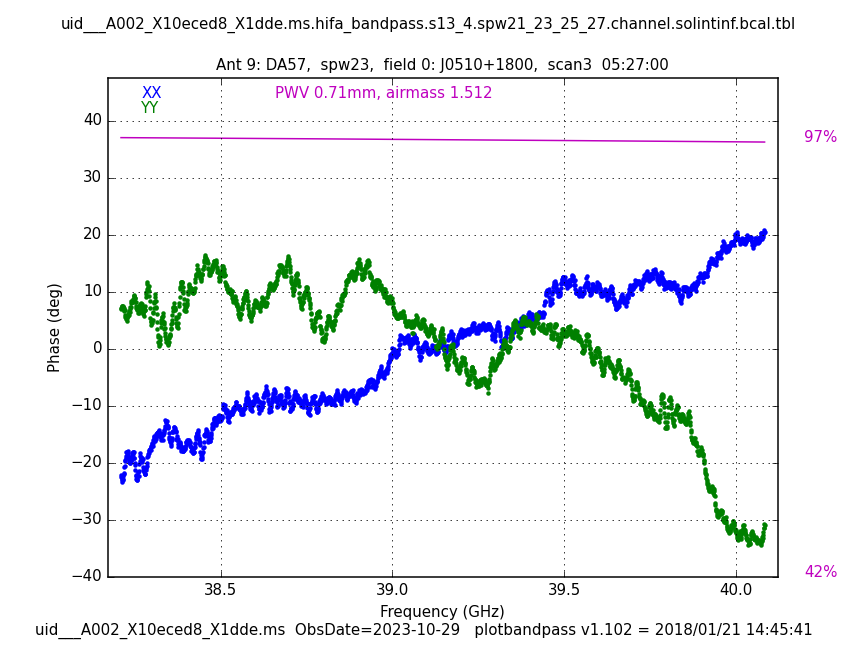 uid___A002_X10eced8_X1dde.ms.hifa_bandpass.s13_4.spw21_23_25_27.channel.solintinf.bcal.tbl
Ant 9: DA57,  spw23,  field 0: J0510+1800,  scan3  05:27:00
XX
YY
PWV 0.71mm, airmass 1.512
97%
42%
40
30
20
10
0
−10
−20
−30
−40
Phase (deg)
38.5 39.0 39.5 40.0
Frequency (GHz)
uid___A002_X10eced8_X1dde.ms  ObsDate=2023-10-29   plotbandpass v1.102 = 2018/01/21 14:45:41